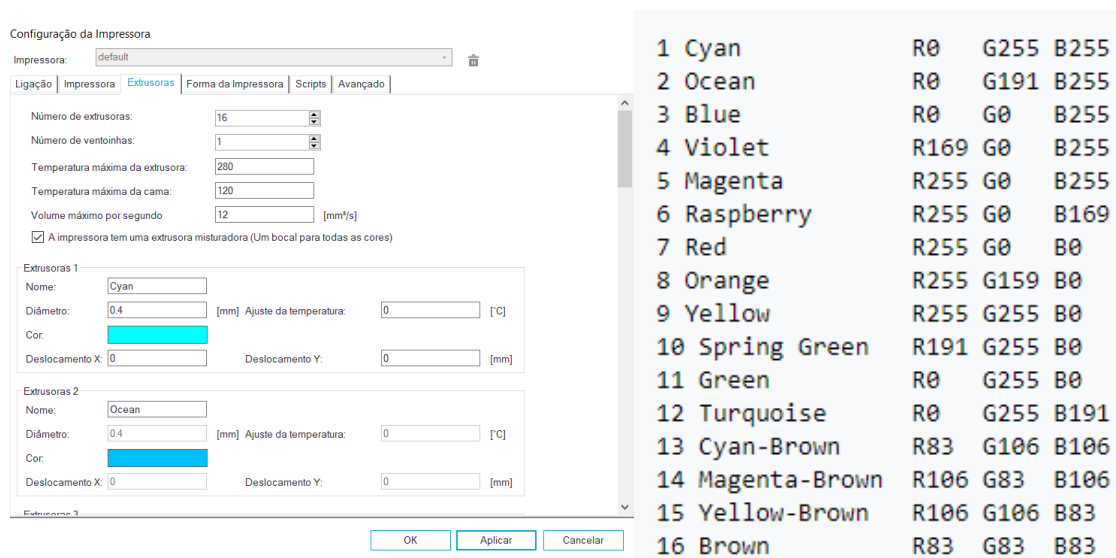 Configuração da Impressora
Impressora: default
Ligação Impressora Extrusoras Forma da Impressora Scripts Avançado
Número de extrusoras: 16
Número de ventoinhas: 1
Temperatura máxima da extrusora: 280
Temperatura máxima da cama: 120
Volume máximo por segundo 12 [mm³/s]
A impressora tem uma extrusora misturadora (Um bocal para todas as cores)
Extrusoras 1
Nome: Cyan
Diâmetro: 0.4 [mm] Ajuste da temperatura: 0 [°C]
Cor:
Deslocamento X: 0 Deslocamento Y: 0 [mm]
Extrusoras 2
Nome: Ocean
Diâmetro: 0.4 [mm] Ajuste da temperatura: 0 [°C]
Cor:
Deslocamento X: 0 Deslocamento Y: 0 [mm]
Extrusoras 3
OK Aplicar Cancelar
1 Cyan R0 G255 B255
2 Ocean R0 G191 B255
3 Blue R0 G0 B255
4 Violet R169 G0 B255
5 Magenta R255 G0 B255
6 Raspberry R255 G0 B169
7 Red R255 G0 B0
8 Orange R255 G159 B0
9 Yellow R255 G255 B0
10 Spring Green R191 G255 B0
11 Green R0 G255 B0
12 Turquoise R0 G255 B191
13 Cyan-Brown R83 G106 B106
14 Magenta-Brown R106 G83 B106
15 Yellow-Brown R106 G106 B83
16 Brown R83 G83 B83